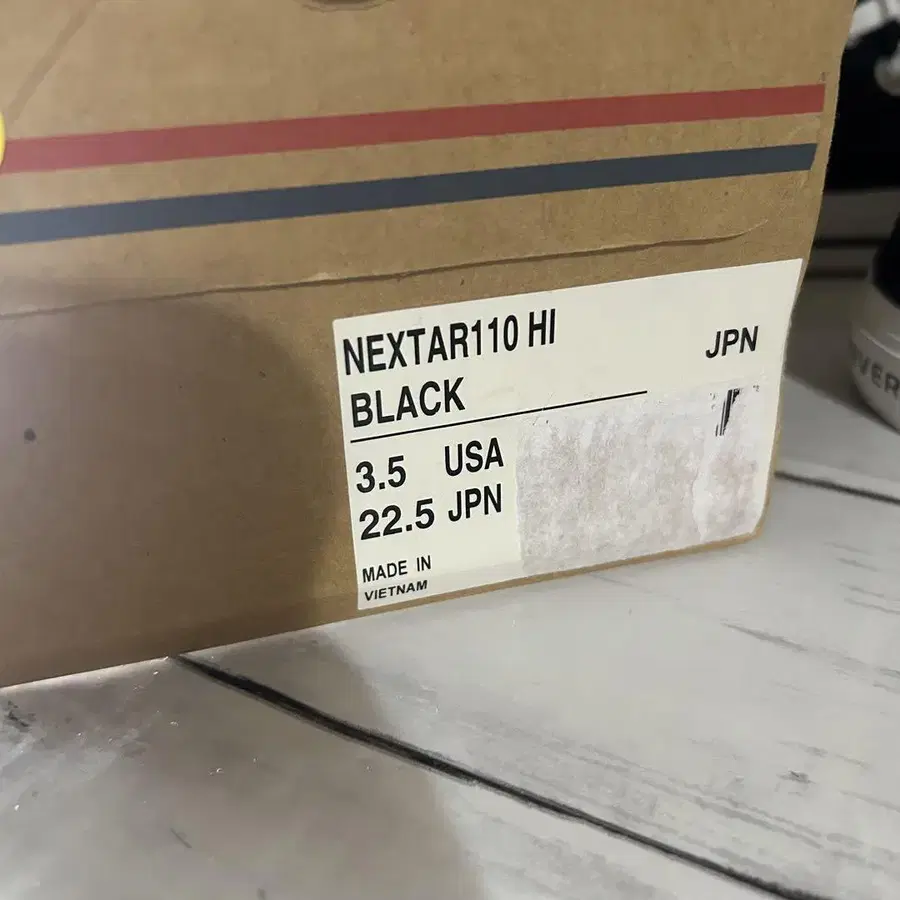 NEXTAR110 HI
JPN
BLACK
3.5 USA
22.5 JPN
MADE IN
VIETNAM